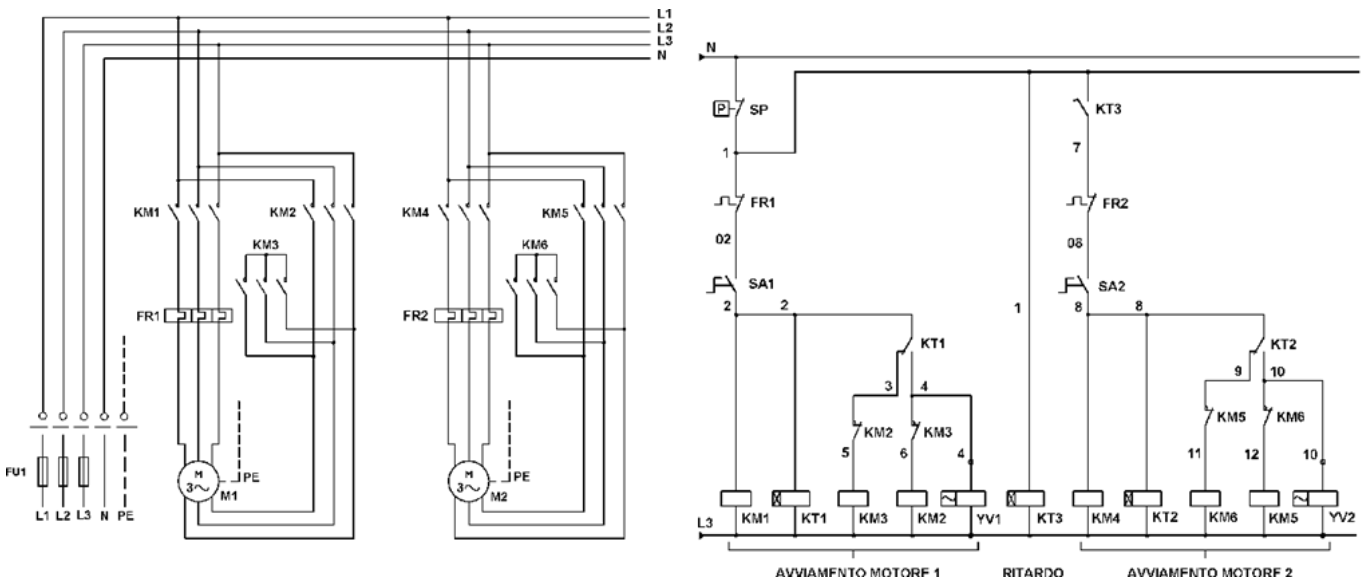 L1
L2
L3
N
N
P SP
KT3
1
7
KM1 KM2 KM4 KM5
FR1 FR2
KM3 KM6
02 08
SA1 SA2
2 2 1 8 8
FR1 FR2
KT1 KT2
3 4 9 10
KM2 KM3 KM5 KM6
5 6 4 11 12 10
FU1
M 3~ M1 PE
M 3~ M2 PE
L1 L2 L3 N PE
L3 KM1 KT1 KM3 KM2 YV1 KT3 KM4 KT2 KM6 KM5 YV2
AVVIAMENTO MOTORE 1 RITARDO AVVIAMENTO MOTORE 2